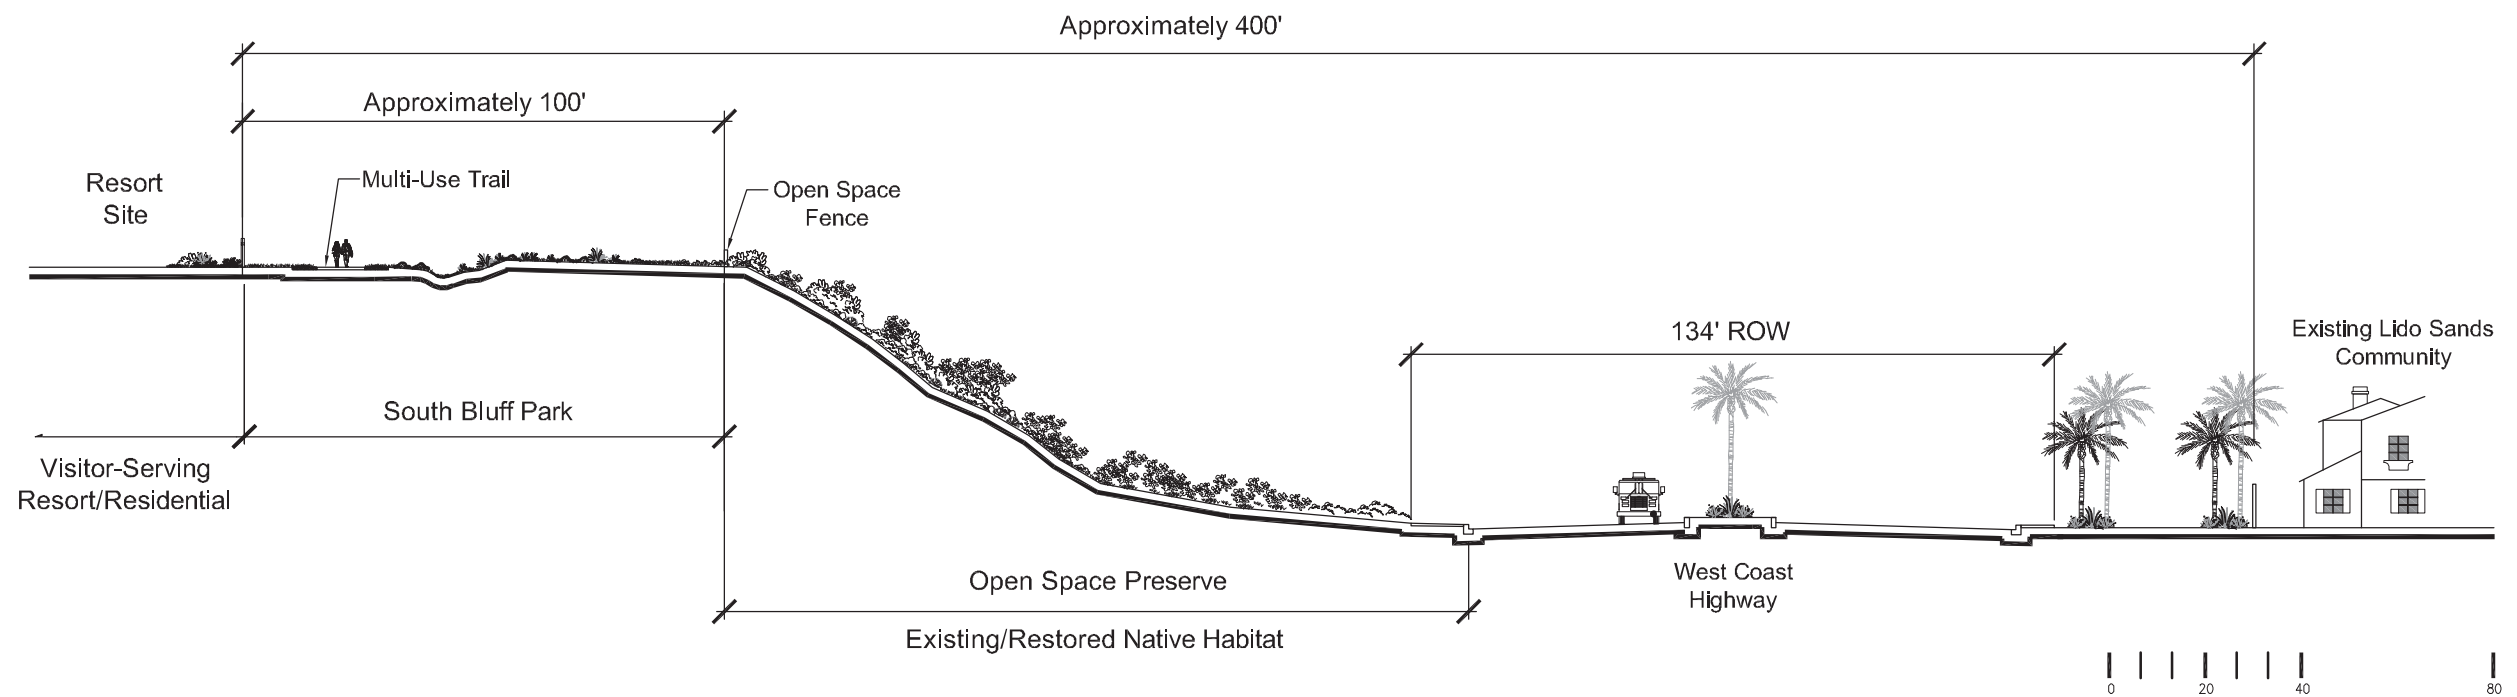 Approximately 400'
Approximately 100'
Resort
Site
Multi-Use Trail
Open Space
Fence
134' ROW
Existing Lido Sands
Community
South Bluff Park
Visitor-Serving
Resort/Residential
Open Space Preserve
Existing/Restored Native Habitat
West Coast
Highway
0 20 40 80